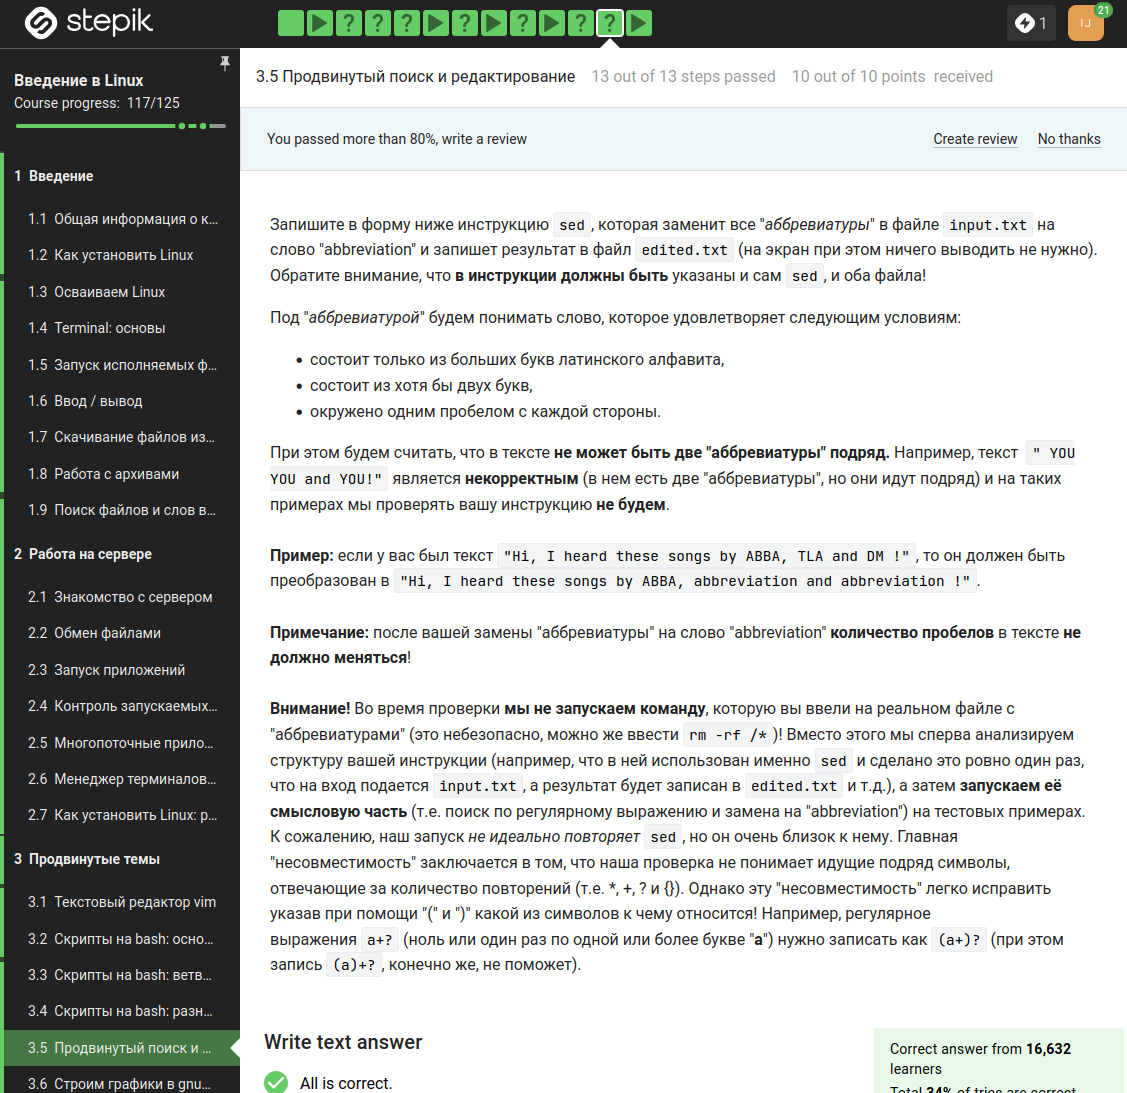 stepik
? ? ? ? ? ? ?
1
IJ
21
Введение в Linux
Course progress: 117/125
1 Введение
1.1 Общая информация о к...
1.2 Как установить Linux
1.3 Осваиваем Linux
1.4 Terminal: основы
1.5 Запуск исполняемых ф...
1.6 Ввод / вывод
1.7 Скачивание файлов из...
1.8 Работа с архивами
1.9 Поиск файлов и слов в...
2 Работа на сервере
2.1 Знакомство с сервером
2.2 Обмен файлами
2.3 Запуск приложений
2.4 Контроль запускаемых...
2.5 Многопоточные прило...
2.6 Менеджер терминалов...
2.7 Как установить Linux: р...
3 Продвинутые темы
3.1 Текстовый редактор vim
3.2 Скрипты на bash: осно...
3.3 Скрипты на bash: ветв...
3.4 Скрипты на bash: разн...
3.5 Продвинутый поиск и ...
3.6 Строим графики в gnu...
3.5 Продвинутый поиск и редактирование 13 out of 13 steps passed 10 out of 10 points received
You passed more than 80%, write a review Create review No thanks
Запишите в форму ниже инструкцию sed, которая заменит все "аббревиатуры" в файле input.txt на
слово "abbreviation" и запишет результат в файл edited.txt (на экран при этом ничего выводить не нужно).
Обратите внимание, что в инструкции должны быть указаны и сам sed, и оба файла!
Под "аббревиатурой" будем понимать слово, которое удовлетворяет следующим условиям:
• состоит только из больших букв латинского алфавита,
• состоит из хотя бы двух букв,
• окружено одним пробелом с каждой стороны.
При этом будем считать, что в тексте не может быть две "аббревиатуры" подряд. Например, текст " YOU
YOU and YOU!" является некорректным (в нем есть две "аббревиатуры", но они идут подряд) и на таких
примерах мы проверять вашу инструкцию не будем.
Пример: если у вас был текст "Hi, I heard these songs by ABBA, TLA and DM !", то он должен быть
преобразован в "Hi, I heard these songs by ABBA, abbreviation and abbreviation !".
Примечание: после вашей замены "аббревиатуры" на слово "abbreviation" количество пробелов в тексте не
должно меняться!
Внимание! Во время проверки мы не запускаем команду, которую вы ввели на реальном файле с
"аббревиатурами" (это небезопасно, можно же ввести rm -rf /*)! Вместо этого мы сперва анализируем
структуру вашей инструкции (например, что в ней использован именно sed и сделано это ровно один раз,
что на вход подается input.txt, а результат будет записан в edited.txt и т.д.), а затем запускаем её
смысловую часть (т.е. поиск по регулярному выражению и замена на "abbreviation") на тестовых примерах.
К сожалению, наш запуск не идеально повторяет sed, но он очень близок к нему. Главная
"несовместимость" заключается в том, что наша проверка не понимает идущие подряд символы,
отвечающие за количество повторений (т.е. *, +, ? и {}). Однако эту "несовместимость" легко исправить
указав при помощи "(" и ")" какой из символов к чему относится! Например, регулярное
выражения a+? (ноль или один раз по одной или более букве "a") нужно записать как (a+)? (при этом
запись (a)+?, конечно же, не поможет).
Write text answer
All is correct.
Correct answer from 16,632
learners
Total 34% of tries are correct